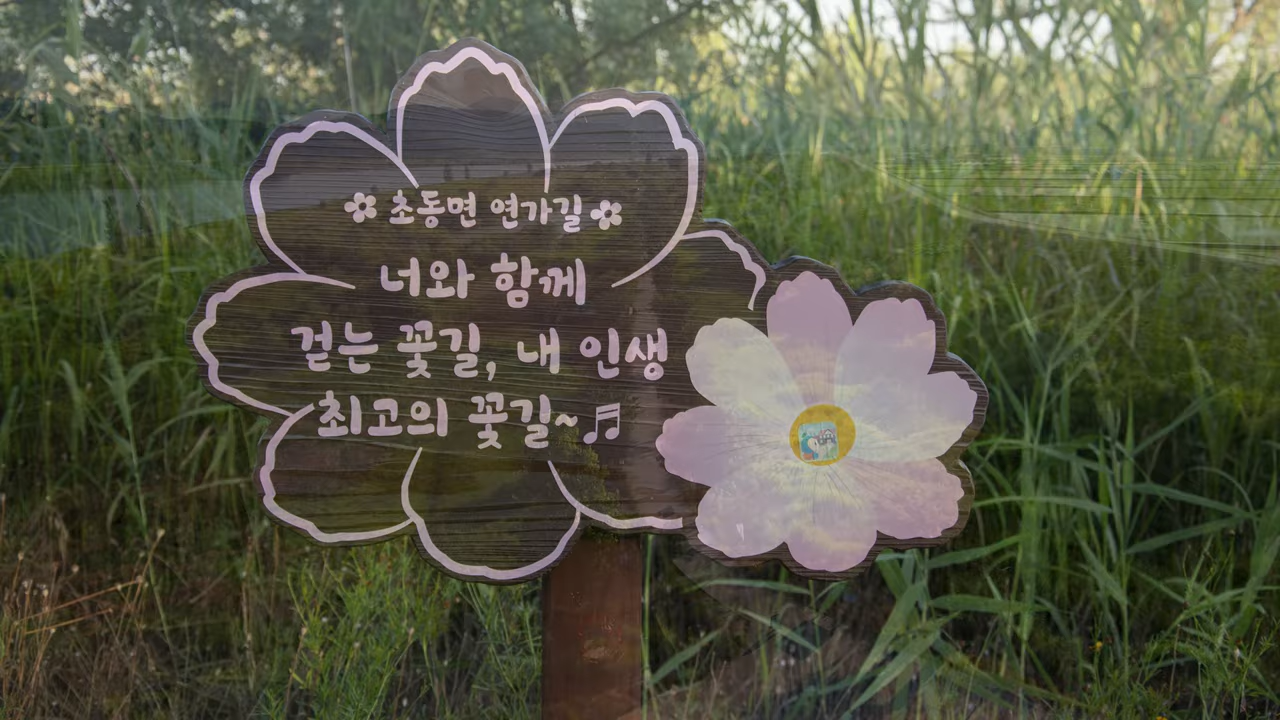 초동면 연가길
너와 함께
걷는 꽃길, 내 인생
최고의 꽃길~